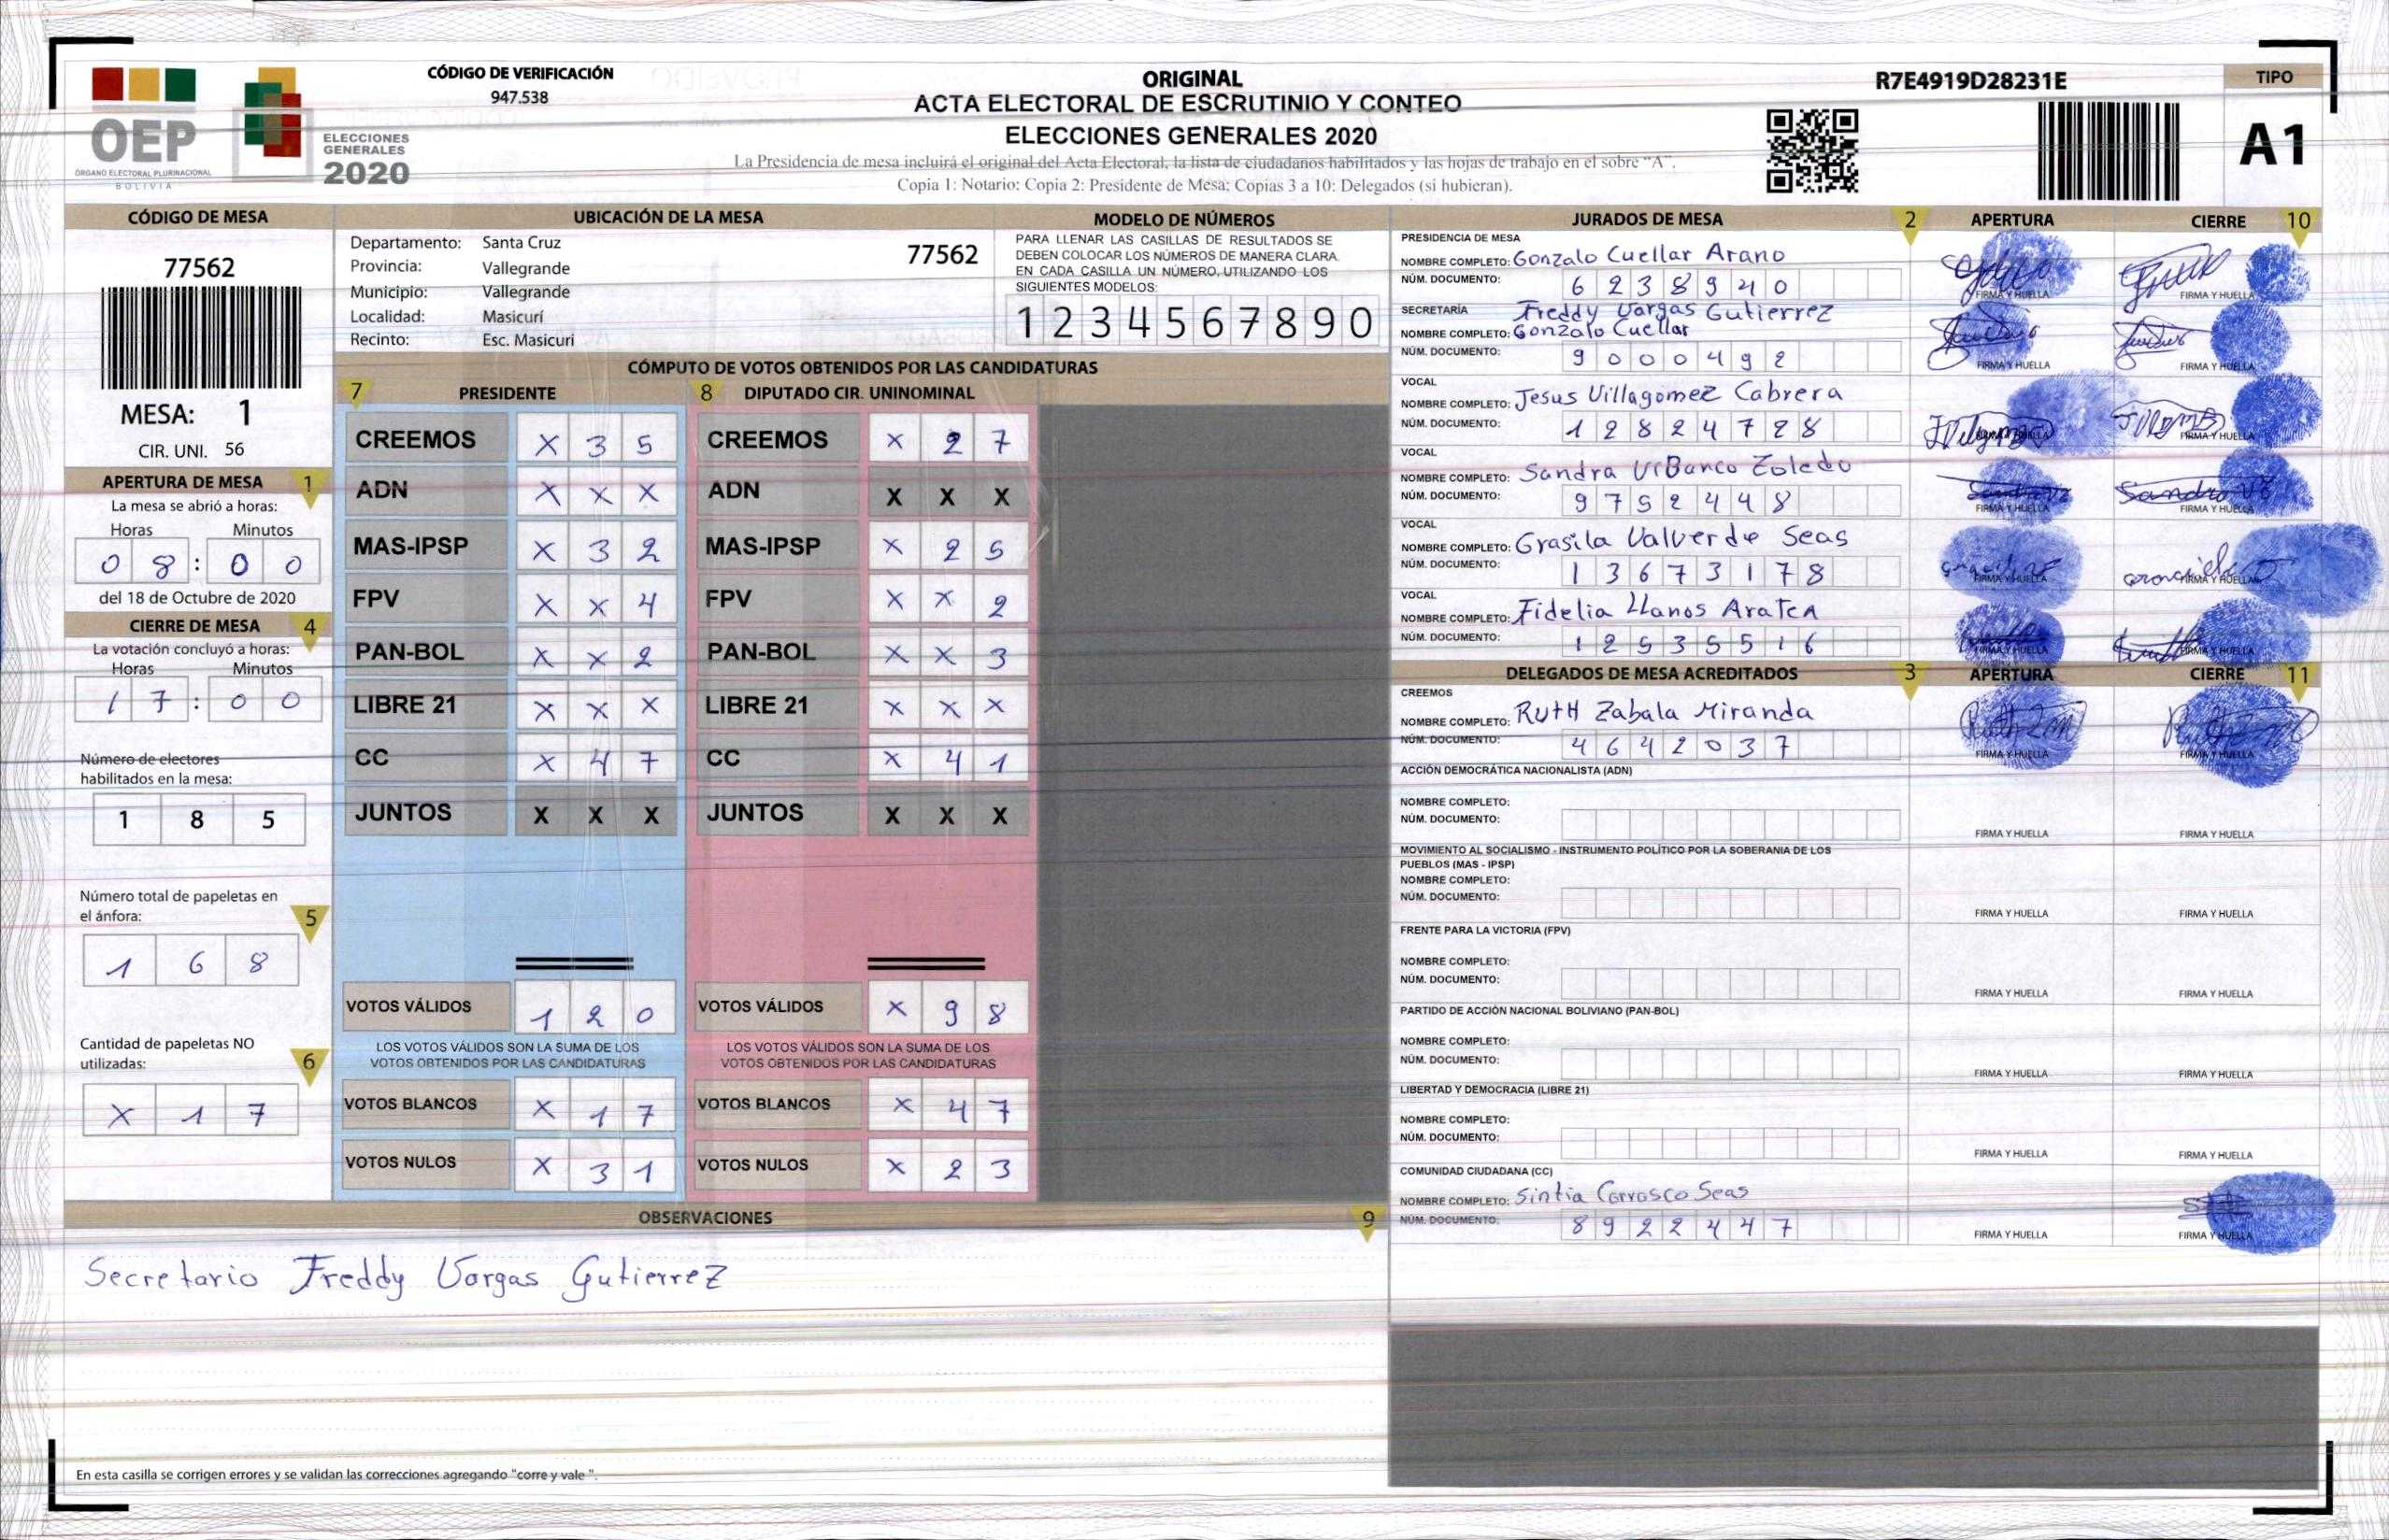 CÓDIGO DE VERIFICACIÓN
947.538
OEP
ÓRGANO ELECTORAL PLURINACIONAL
BOLIVIA
ELECCIONES
GENERALES
2020
ORIGINAL
ACTA ELECTORAL DE ESCRUTINIO Y CONTEO
ELECCIONES GENERALES 2020
La Presidencia de mesa incluirá el original del Acta Electoral, la lista de ciudadanos habilitados y las hojas de trabajo en el sobre "A".
Copia 1: Notario; Copia 2: Presidente de Mesa; Copias 3 a 10: Delegados (si hubieran).
R7E4919D28231E
TIPO
A1
CÓDIGO DE MESA
77562
MESA: 1
CIR. UNI. 56
APERTURA DE MESA 1
La mesa se abrió a horas:
Horas Minutos
0 8 : 0 0
del 18 de Octubre de 2020
CIERRE DE MESA 4
La votación concluyó a horas:
Horas Minutos
1 7 : 0 0
Número de electores
habilitados en la mesa:
1 8 5
Número total de papeletas en
el ánfora: 5
1 6 8
Cantidad de papeletas NO
utilizadas: 6
X 1 7
UBICACIÓN DE LA MESA
Departamento: Santa Cruz
77562
Provincia: Vallegrande
Municipio: Vallegrande
Localidad: Masicurí
Recinto: Esc. Masicuri
MODELO DE NÚMEROS
PARA LLENAR LAS CASILLAS DE RESULTADOS SE
DEBEN COLOCAR LOS NÚMEROS DE MANERA CLARA.
EN CADA CASILLA UN NÚMERO, UTILIZANDO LOS
SIGUIENTES MODELOS:
1 2 3 4 5 6 7 8 9 0
CÓMPUTO DE VOTOS OBTENIDOS POR LAS CANDIDATURAS
7 PRESIDENTE 8 DIPUTADO CIR. UNINOMINAL
CREEMOS X 3 5 CREEMOS X 2 7
ADN X X X ADN X X X
MAS-IPSP X 3 2 MAS-IPSP X 2 5
FPV X X 4 FPV X X 2
PAN-BOL X X 2 PAN-BOL X X 3
LIBRE 21 X X X LIBRE 21 X X X
CC X 4 7 CC X 4 1
JUNTOS X X X JUNTOS X X X
VOTOS VÁLIDOS 1 2 0 VOTOS VÁLIDOS X 9 8
LOS VOTOS VÁLIDOS SON LA SUMA DE LOS LOS VOTOS VÁLIDOS SON LA SUMA DE LOS
VOTOS OBTENIDOS POR LAS CANDIDATURAS VOTOS OBTENIDOS POR LAS CANDIDATURAS
VOTOS BLANCOS X 1 7 VOTOS BLANCOS X 4 7
VOTOS NULOS X 3 1 VOTOS NULOS X 2 3
OBSERVACIONES 9
Secretario Freddy Vargas Gutierrez
En esta casilla se corrigen errores y se validan las correcciones agregando "corre y vale ".
JURADOS DE MESA 2 APERTURA CIERRE 10
PRESIDENCIA DE MESA
NOMBRE COMPLETO: Gonzalo Cuellar Arano
NÚM. DOCUMENTO: 6 2 3 8 9 4 0
FIRMA Y HUELLA FIRMA Y HUELLA
SECRETARÍA Freddy Vargas Gutierrez
NOMBRE COMPLETO: Gonzalo Cuellar
NÚM. DOCUMENTO: 9 0 0 0 4 9 2
FIRMA Y HUELLA FIRMA Y HUELLA
VOCAL
NOMBRE COMPLETO: Jesus Villagomez Cabrera
NÚM. DOCUMENTO: 1 2 8 2 4 7 2 8
FIRMA Y HUELLA FIRMA Y HUELLA
VOCAL
NOMBRE COMPLETO: Sandra Toledo
NÚM. DOCUMENTO: 9 7 5 2 4 4 8
FIRMA Y HUELLA FIRMA Y HUELLA
VOCAL
NOMBRE COMPLETO: Grasila Valverde Seas
NÚM. DOCUMENTO: 1 3 6 7 3 1 7 8
FIRMA Y HUELLA FIRMA Y HUELLA
VOCAL
NOMBRE COMPLETO: Fidelia Llanos
NÚM. DOCUMENTO: 1 2 5 3 5 5 1 6
FIRMA Y HUELLA FIRMA Y HUELLA
DELEGADOS DE MESA ACREDITADOS 3 APERTURA CIERRE 11
CREEMOS
NOMBRE COMPLETO: RutH Zabala Miranda
NÚM. DOCUMENTO: 4 6 4 2 0 3 7
FIRMA Y HUELLA FIRMA Y HUELLA
ACCIÓN DEMOCRÁTICA NACIONALISTA (ADN)
NOMBRE COMPLETO:
NÚM. DOCUMENTO:
FIRMA Y HUELLA FIRMA Y HUELLA
MOVIMIENTO AL SOCIALISMO - INSTRUMENTO POLÍTICO POR LA SOBERANIA DE LOS
PUEBLOS (MAS - IPSP)
NOMBRE COMPLETO:
NÚM. DOCUMENTO:
FIRMA Y HUELLA FIRMA Y HUELLA
FRENTE PARA LA VICTORIA (FPV)
NOMBRE COMPLETO:
NÚM. DOCUMENTO:
FIRMA Y HUELLA FIRMA Y HUELLA
PARTIDO DE ACCIÓN NACIONAL BOLIVIANO (PAN-BOL)
NOMBRE COMPLETO:
NÚM. DOCUMENTO:
FIRMA Y HUELLA FIRMA Y HUELLA
LIBERTAD Y DEMOCRACIA (LIBRE 21)
NOMBRE COMPLETO:
NÚM. DOCUMENTO:
FIRMA Y HUELLA FIRMA Y HUELLA
COMUNIDAD CIUDADANA (CC)
NOMBRE COMPLETO: Sintia Carrasco Seas
NÚM. DOCUMENTO: 8 9 2 2 4 4 7
FIRMA Y HUELLA FIRMA Y HUELLA